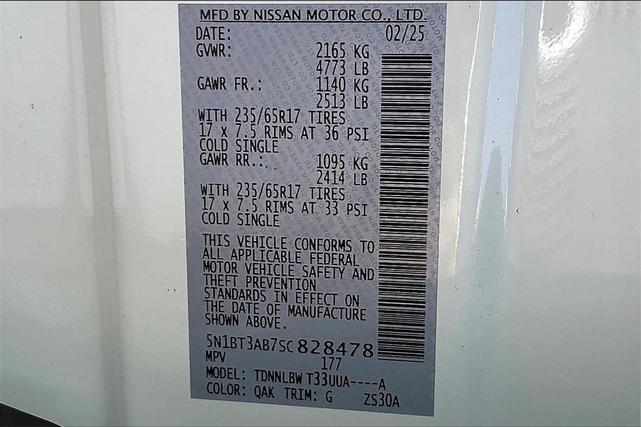 MFD BY NISSAN MOTOR CO., LTD.
DATE: 02/25
GVWR: 2165 KG
4773 LB
GAWR FR.: 1140 KG
2513 LB
WITH 235/65R17 TIRES
17 x 7.5 RIMS AT 36 PSI
COLD SINGLE
GAWR RR.: 1095 KG
2414 LB
WITH 235/65R17 TIRES
17 x 7.5 RIMS AT 33 PSI
COLD SINGLE
THIS VEHICLE CONFORMS TO
ALL APPLICABLE FEDERAL
MOTOR VEHICLE SAFETY AND
THEFT PREVENTION
STANDARDS IN EFFECT ON
THE DATE OF MANUFACTURE
SHOWN ABOVE.
5N1BT3AB7SC828478
MPV 177
MODEL: TDNNLBW T33UUA----A
COLOR: QAK TRIM: G ZS30A